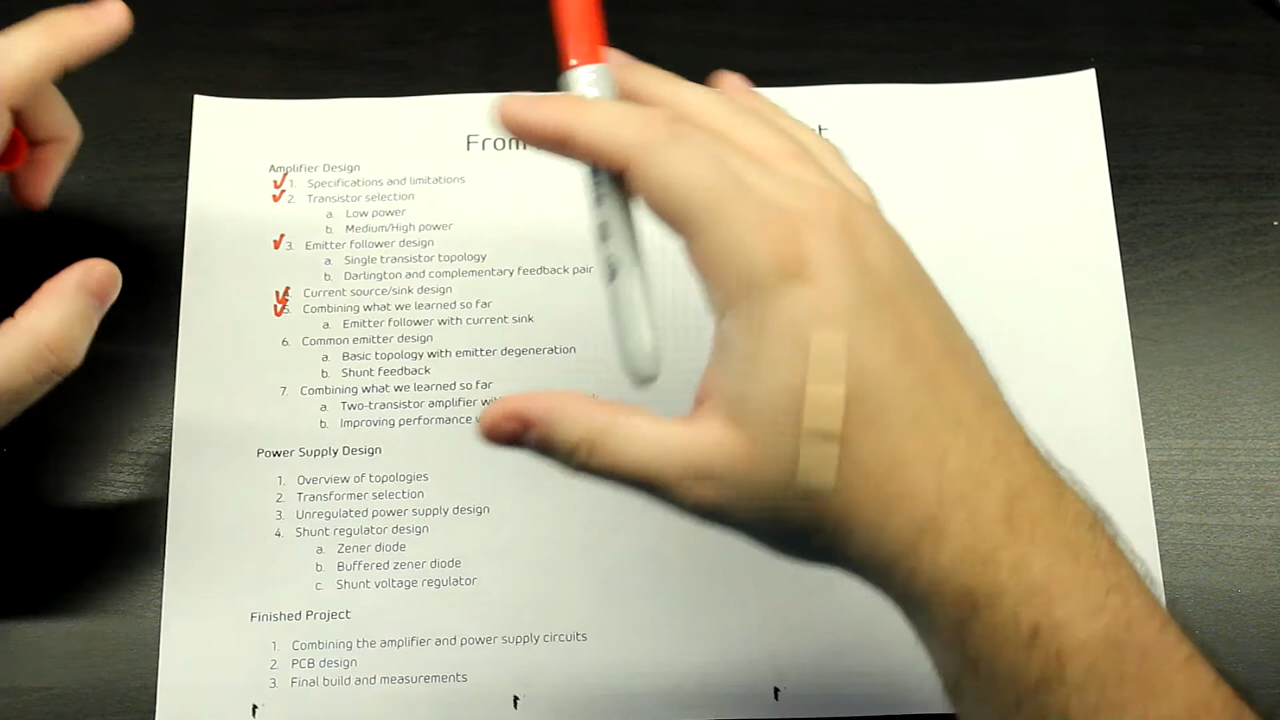 From
Amplifier Design
1. Specifications and limitations
2. Transistor selection
a. Low power
b. Medium/High power
3. Emitter follower design
a. Single transistor topology
b. Darlington and complementary feedback pair
Current source/sink design
5. Combining what we learned so far
a. Emitter follower with current sink
6. Common emitter design
a. Basic topology with emitter degeneration
b. Shunt feedback
7. Combining what we learned so far
a. Two-transistor amplifier
b. Improving performance
Power Supply Design
1. Overview of topologies
2. Transformer selection
3. Unregulated power supply design
4. Shunt regulator design
a. Zener diode
b. Buffered zener diode
c. Shunt voltage regulator
Finished Project
1. Combining the amplifier and power supply circuits
2. PCB design
3. Final build and measurements